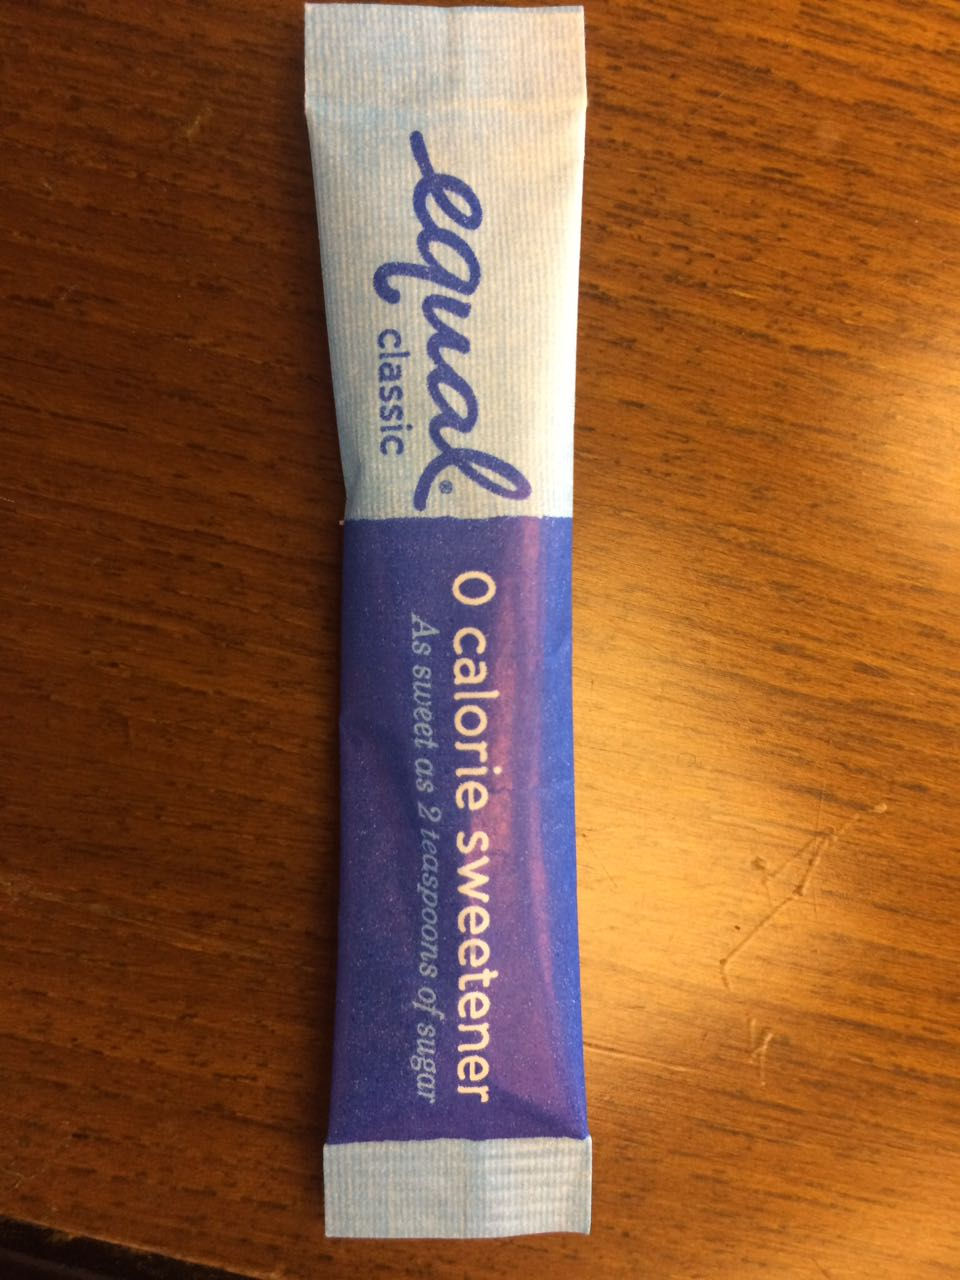 equal®
classic
0 calorie sweetener
As sweet as 2 teaspoons of sugar